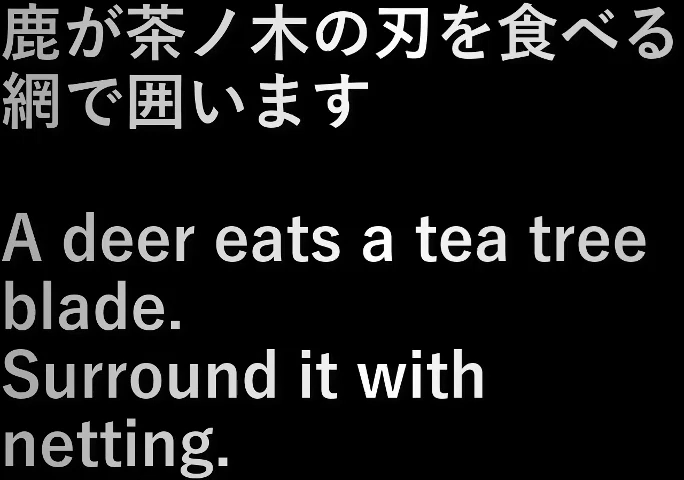 鹿が茶ノ木の刃を食べる
網で囲います
A deer eats a tea tree
blade.
Surround it with
netting.